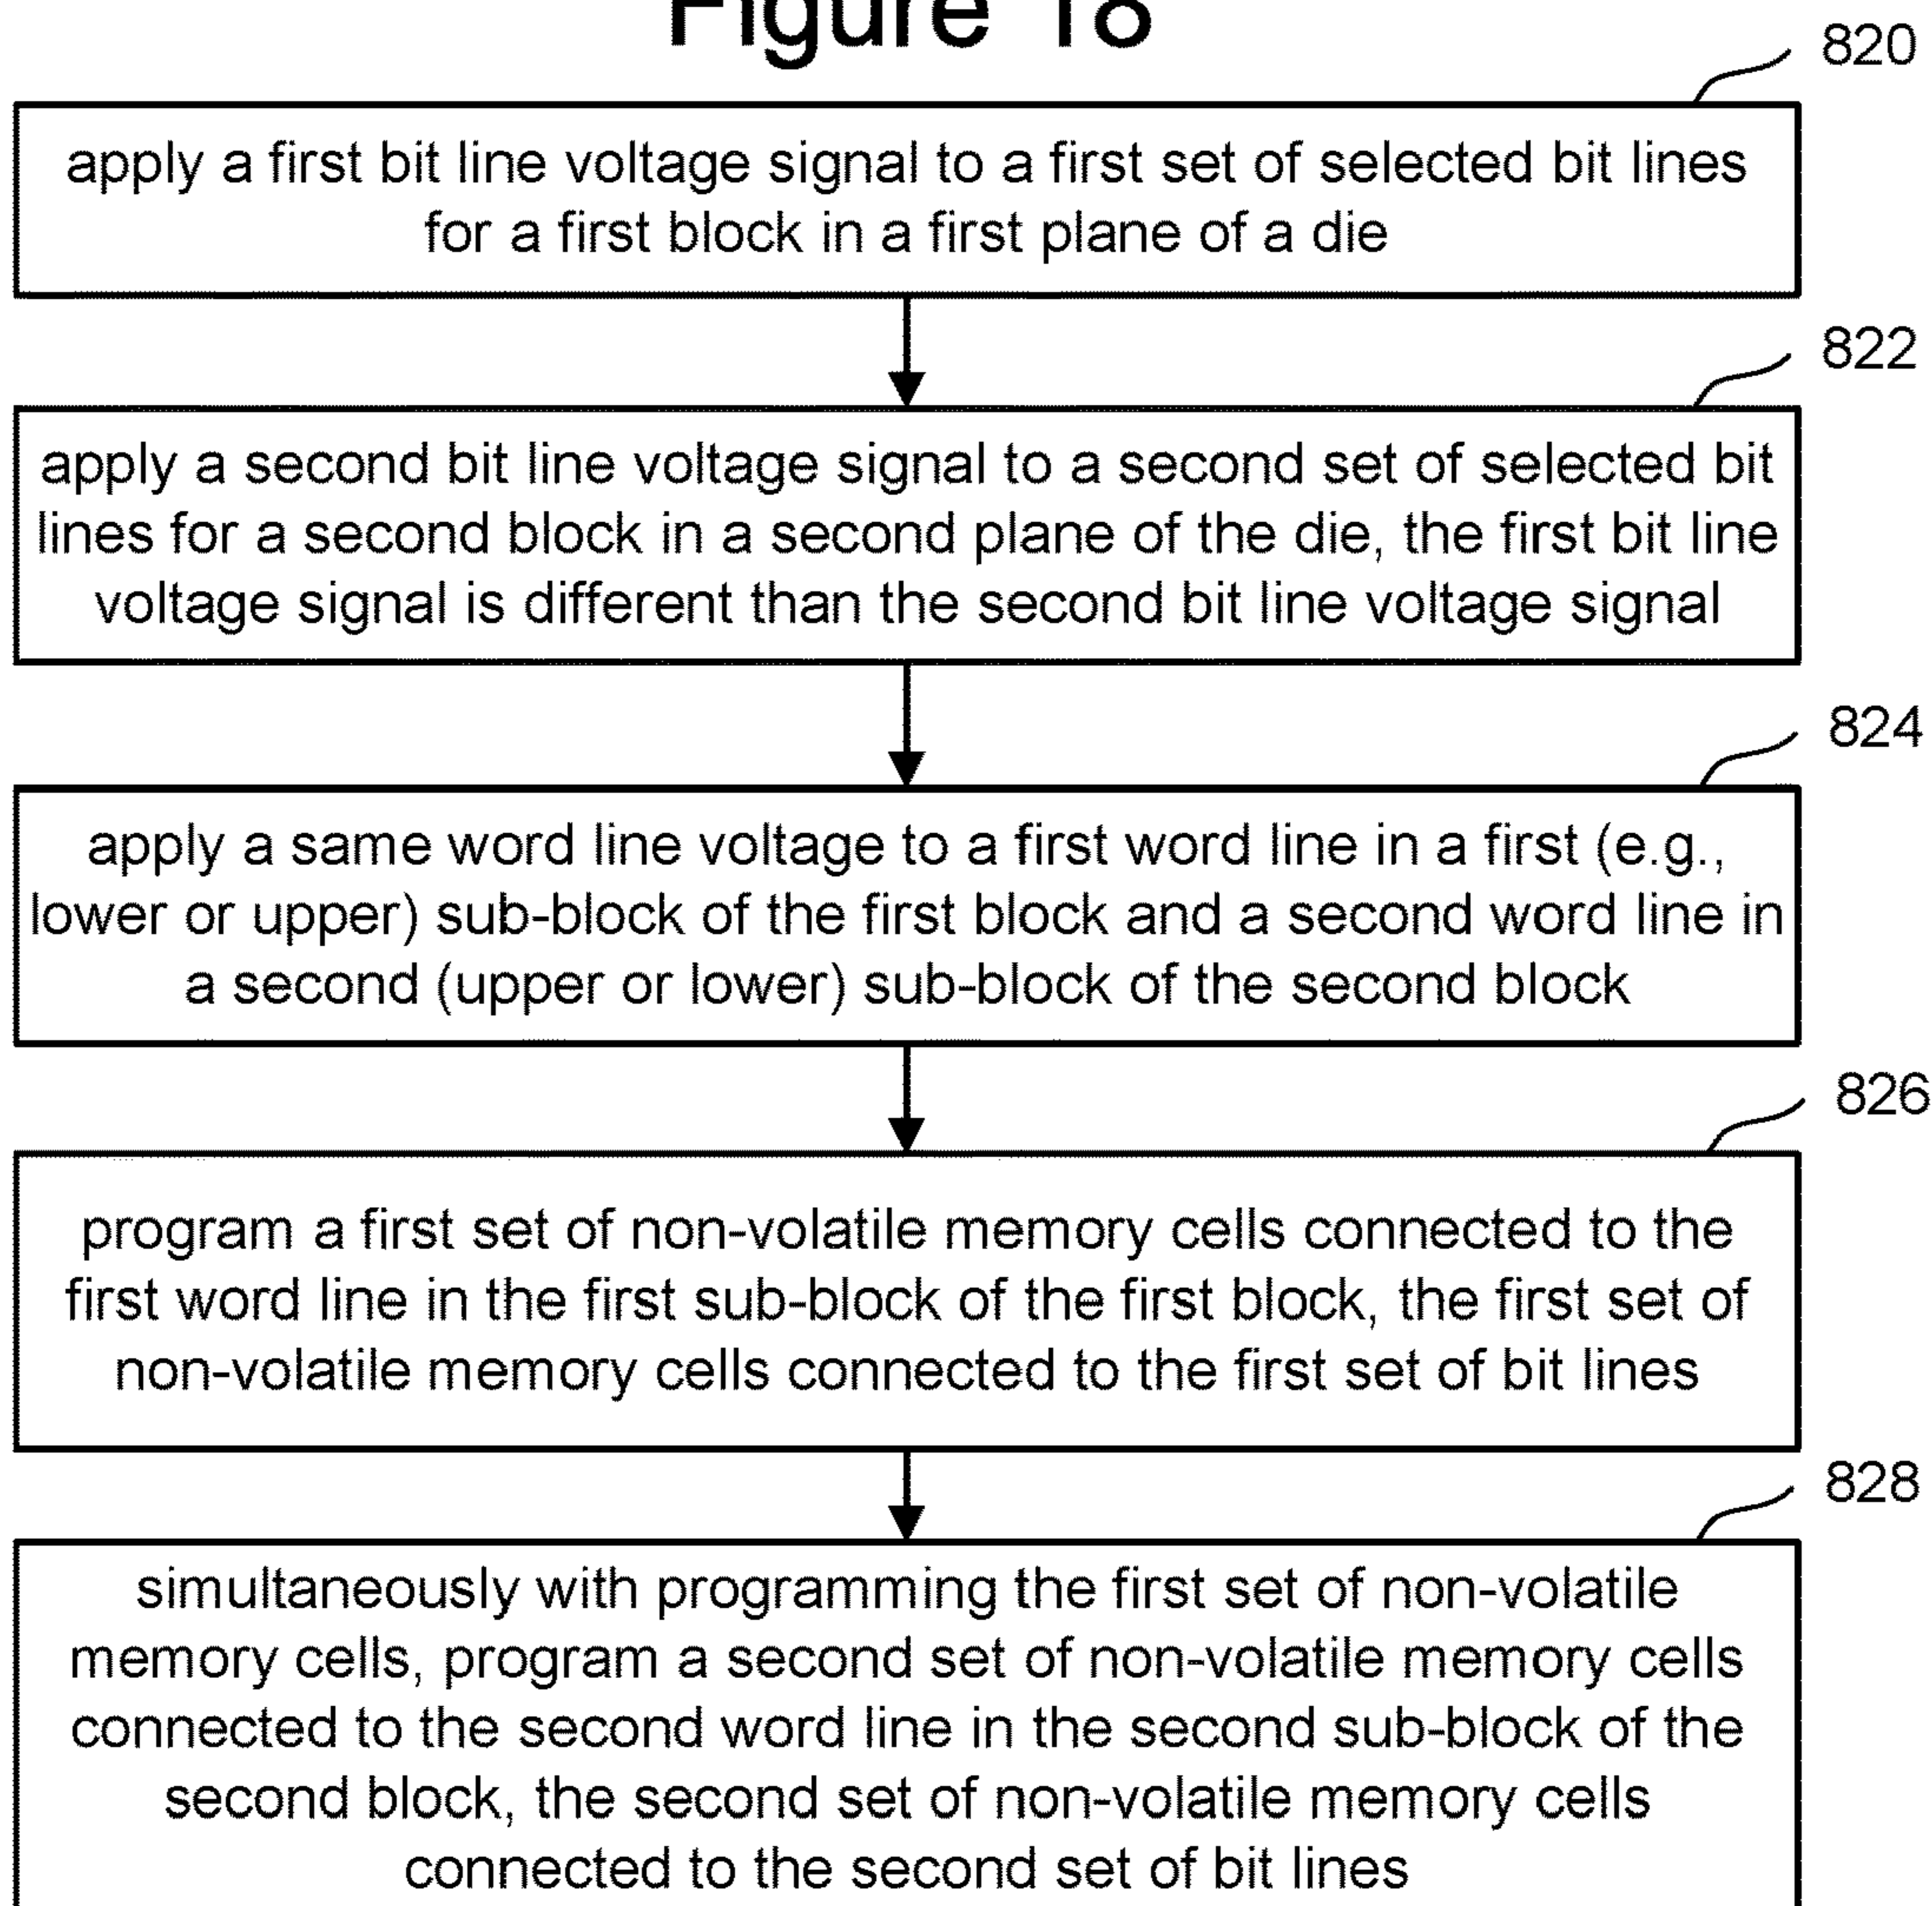 Figure 18
820
apply a first bit line voltage signal to a first set of selected bit lines
for a first block in a first plane of a die
822
apply a second bit line voltage signal to a second set of selected bit
lines for a second block in a second plane of the die, the first bit line
voltage signal is different than the second bit line voltage signal
824
apply a same word line voltage to a first word line in a first (e.g.,
lower or upper) sub-block of the first block and a second word line in
a second (upper or lower) sub-block of the second block
826
program a first set of non-volatile memory cells connected to the
first word line in the first sub-block of the first block, the first set of
non-volatile memory cells connected to the first set of bit lines
828
simultaneously with programming the first set of non-volatile
memory cells, program a second set of non-volatile memory cells
connected to the second word line in the second sub-block of the
second block, the second set of non-volatile memory cells
connected to the second set of bit lines